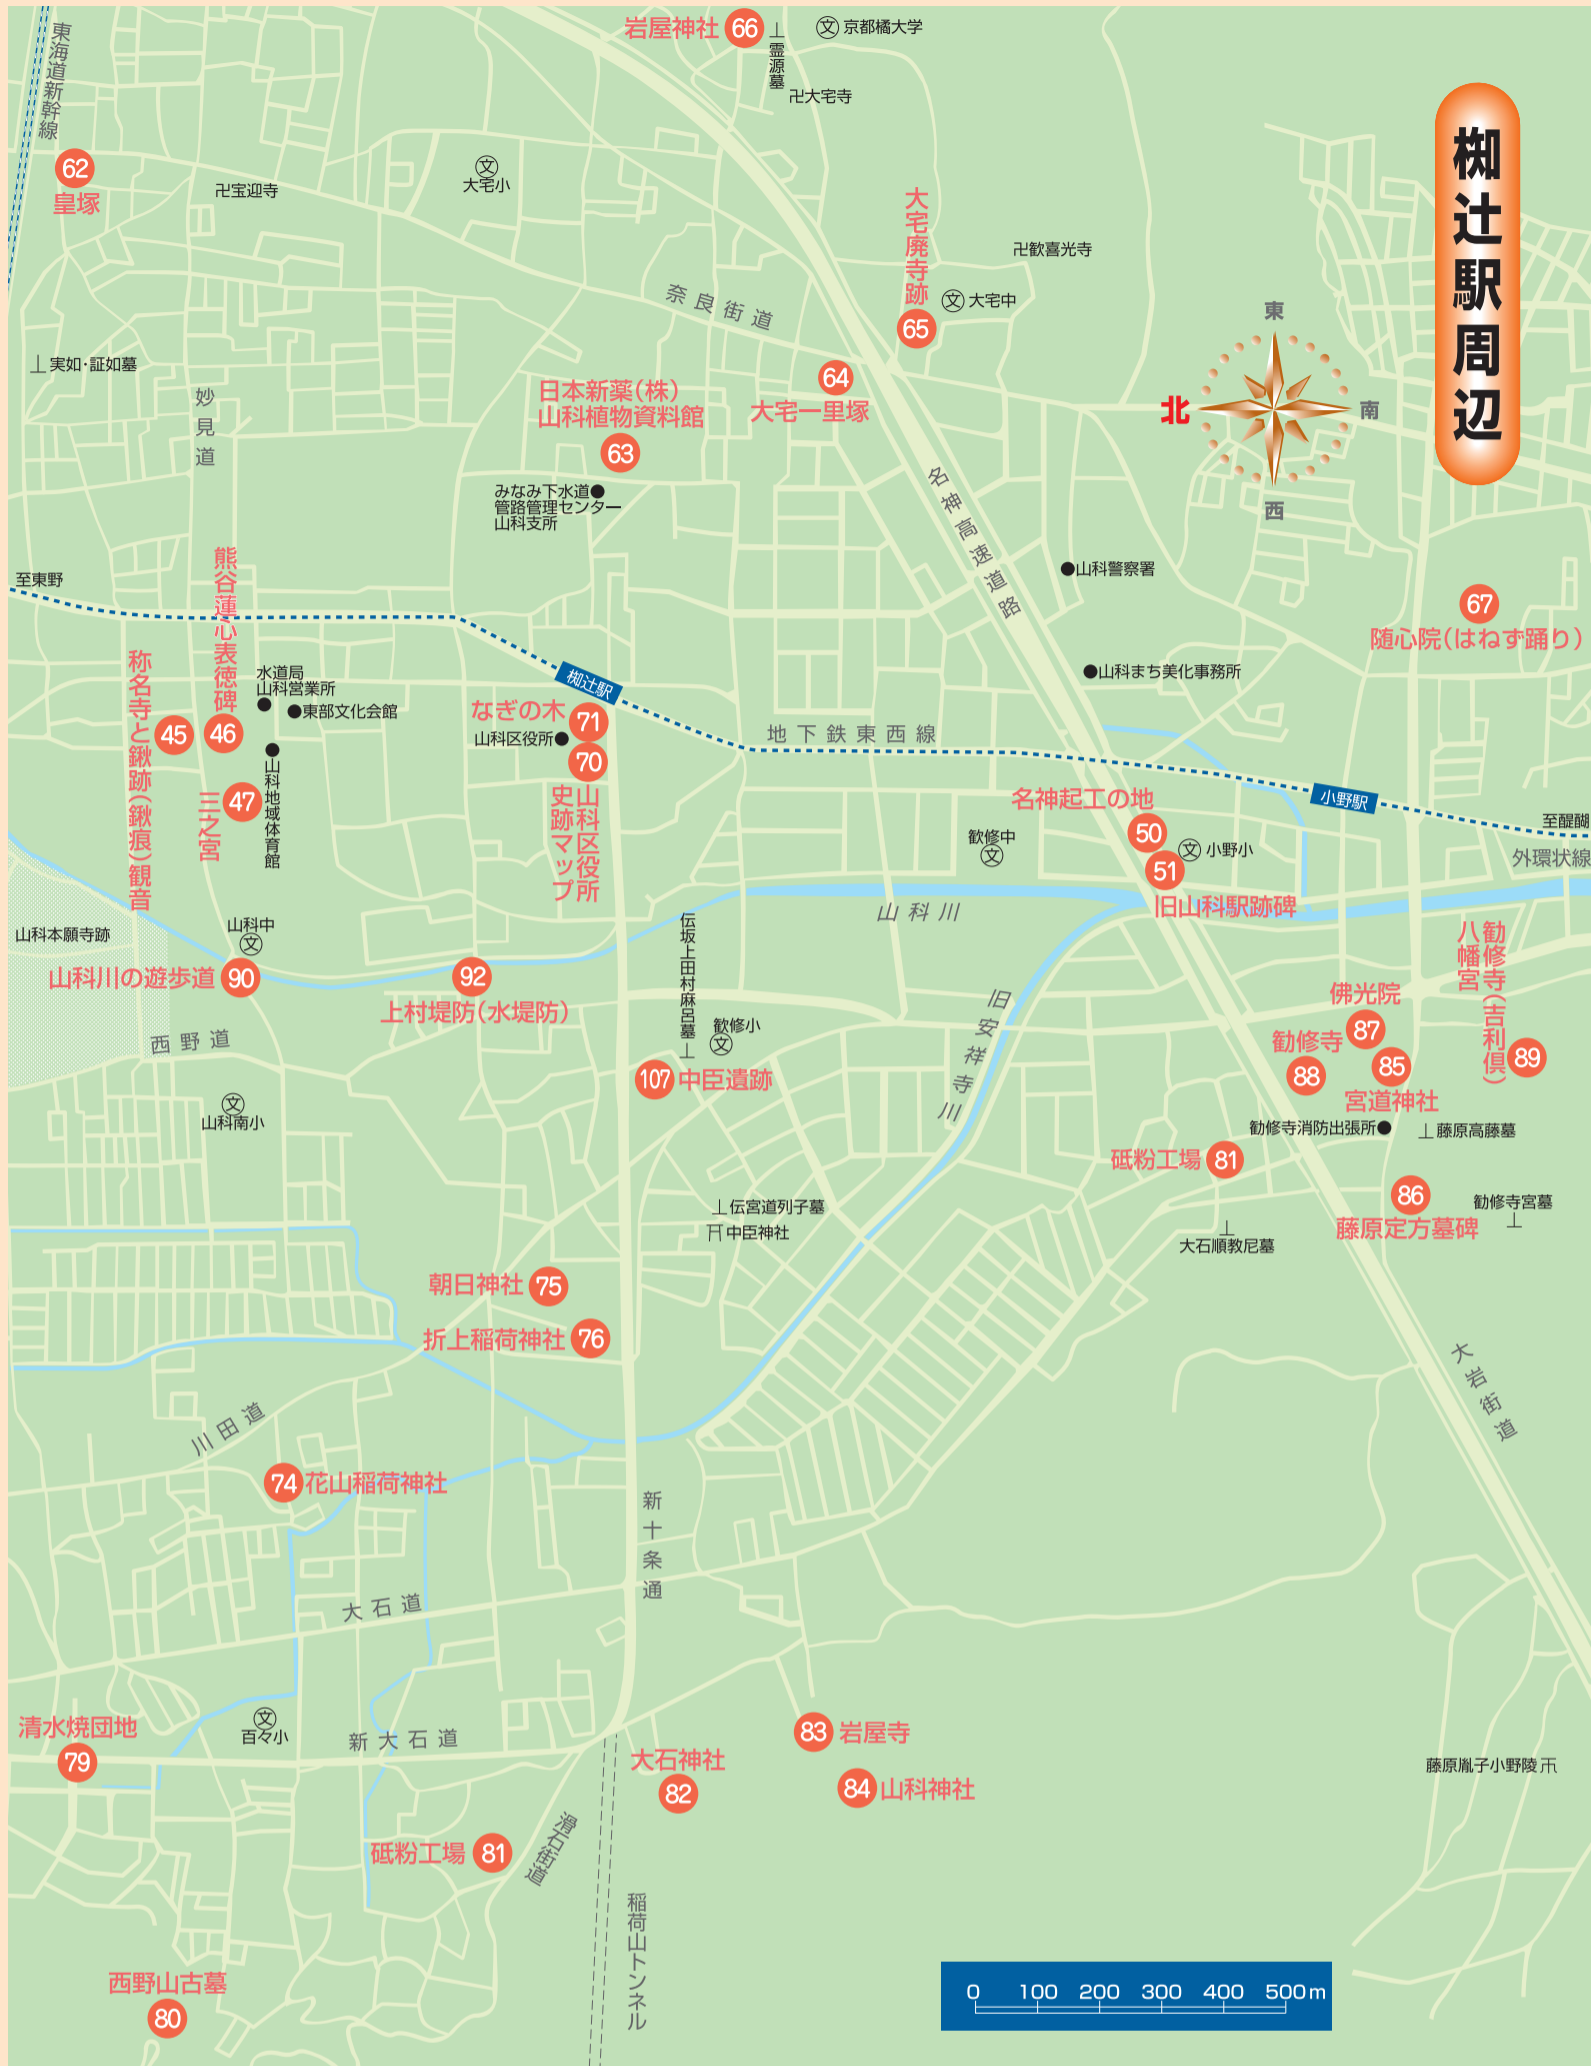 椥辻駅周辺
東海道新幹線
岩屋神社 66
霊源墓
文 京都橘大学
卍大宅寺
62
皇塚
卍宝迎寺
文
大宅小
大宅廃寺跡
65
卍歓喜光寺
文 大宅中
奈良街道
実如・証如墓
妙見道
日本新薬(株)
山科植物資料館
63
64
大宅一里塚
東
北
南
西
みなみ下水道
管路管理センター
山科支所
名神高速道路
山科警察署
至東野
熊谷蓮心表徳碑
46
67
随心院(はねず踊り)
称名寺と鍬跡(鍬痕)観音
45
水道局
山科営業所
東部文化会館
椥辻駅
山科まち美化事務所
なぎの木 71
山科区役所
70
山科区役所
史跡マップ
地下鉄東西線
三之宮
47
山科地域体育館
小野駅
名神起工の地
50
歓修中
文
文 小野小
51
旧山科駅跡碑
至醍醐
外環状線
山科川
山科本願寺跡
山科中
文
山科川の遊歩道 90
92
上村堤防(水堤防)
伝坂上田村麻呂墓
歓修小
文
旧安祥寺川
勧修寺(吉利倶)
八幡宮
89
佛光院
87
勧修寺
88
85
宮道神社
西野道
107 中臣遺跡
文
山科南小
勧修寺消防出張所
藤原高藤墓
砥粉工場 81
86
藤原定方墓碑
勧修寺宮墓
伝宮道列子墓
中臣神社
大石順教尼墓
朝日神社 75
折上稲荷神社 76
大岩街道
川田道
74 花山稲荷神社
新十条通
大石道
清水焼団地
79
文
百々小
新大石道
83 岩屋寺
大石神社
82
84 山科神社
藤原胤子小野陵
砥粉工場 81
滑石街道
稲荷山トンネル
西野山古墓
80
0 100 200 300 400 500m